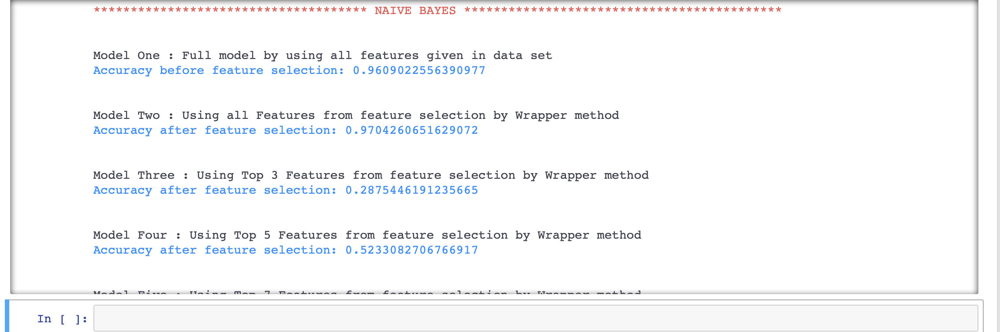 ************************************* NAIVE BAYES *******************************************
Model One : Full model by using all features given in data set
Accuracy before feature selection: 0.9609022556390977
Model Two : Using all Features from feature selection by Wrapper method
Accuracy after feature selection: 0.9704260651629072
Model Three : Using Top 3 Features from feature selection by Wrapper method
Accuracy after feature selection: 0.2875446191235665
Model Four : Using Top 5 Features from feature selection by Wrapper method
Accuracy after feature selection: 0.5233082706766917
Model Five : Using Top 7 Features from feature selection by Wrapper method
In [ ]: